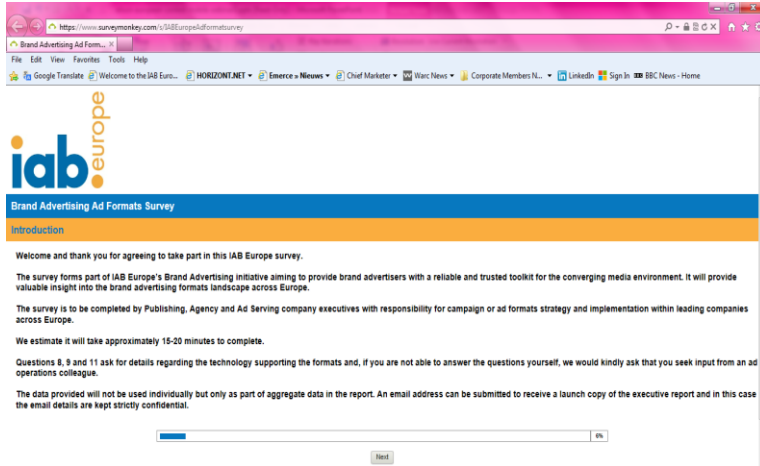 https://www.surveymonkey.com/s/IABEuropeAdformatsurvey
Brand Advertising Ad Form...
File Edit View Favorites Tools Help
Google Translate Welcome to the IAB Euro... HORIZONT.NET Emerce » Nieuws Chief Marketer Warc News Corporate Members N... LinkedIn Sign In BBC News - Home
iab europe
Brand Advertising Ad Formats Survey
Introduction
Welcome and thank you for agreeing to take part in this IAB Europe survey.
The survey forms part of IAB Europe's Brand Advertising initiative aiming to provide brand advertisers with a reliable and trusted toolkit for the converging media environment. It will provide
valuable insight into the brand advertising formats landscape across Europe.
The survey is to be completed by Publishing, Agency and Ad Serving company executives with responsibility for campaign or ad formats strategy and implementation within leading companies
across Europe.
We estimate it will take approximately 15-20 minutes to complete.
Questions 8, 9 and 11 ask for details regarding the technology supporting the formats and, if you are not able to answer the questions yourself, we would kindly ask that you seek input from an ad
operations colleague.
The data provided will not be used individually but only as part of aggregate data in the report. An email address can be submitted to receive a launch copy of the executive report and in this case
the email details are kept strictly confidential.
6%
Next